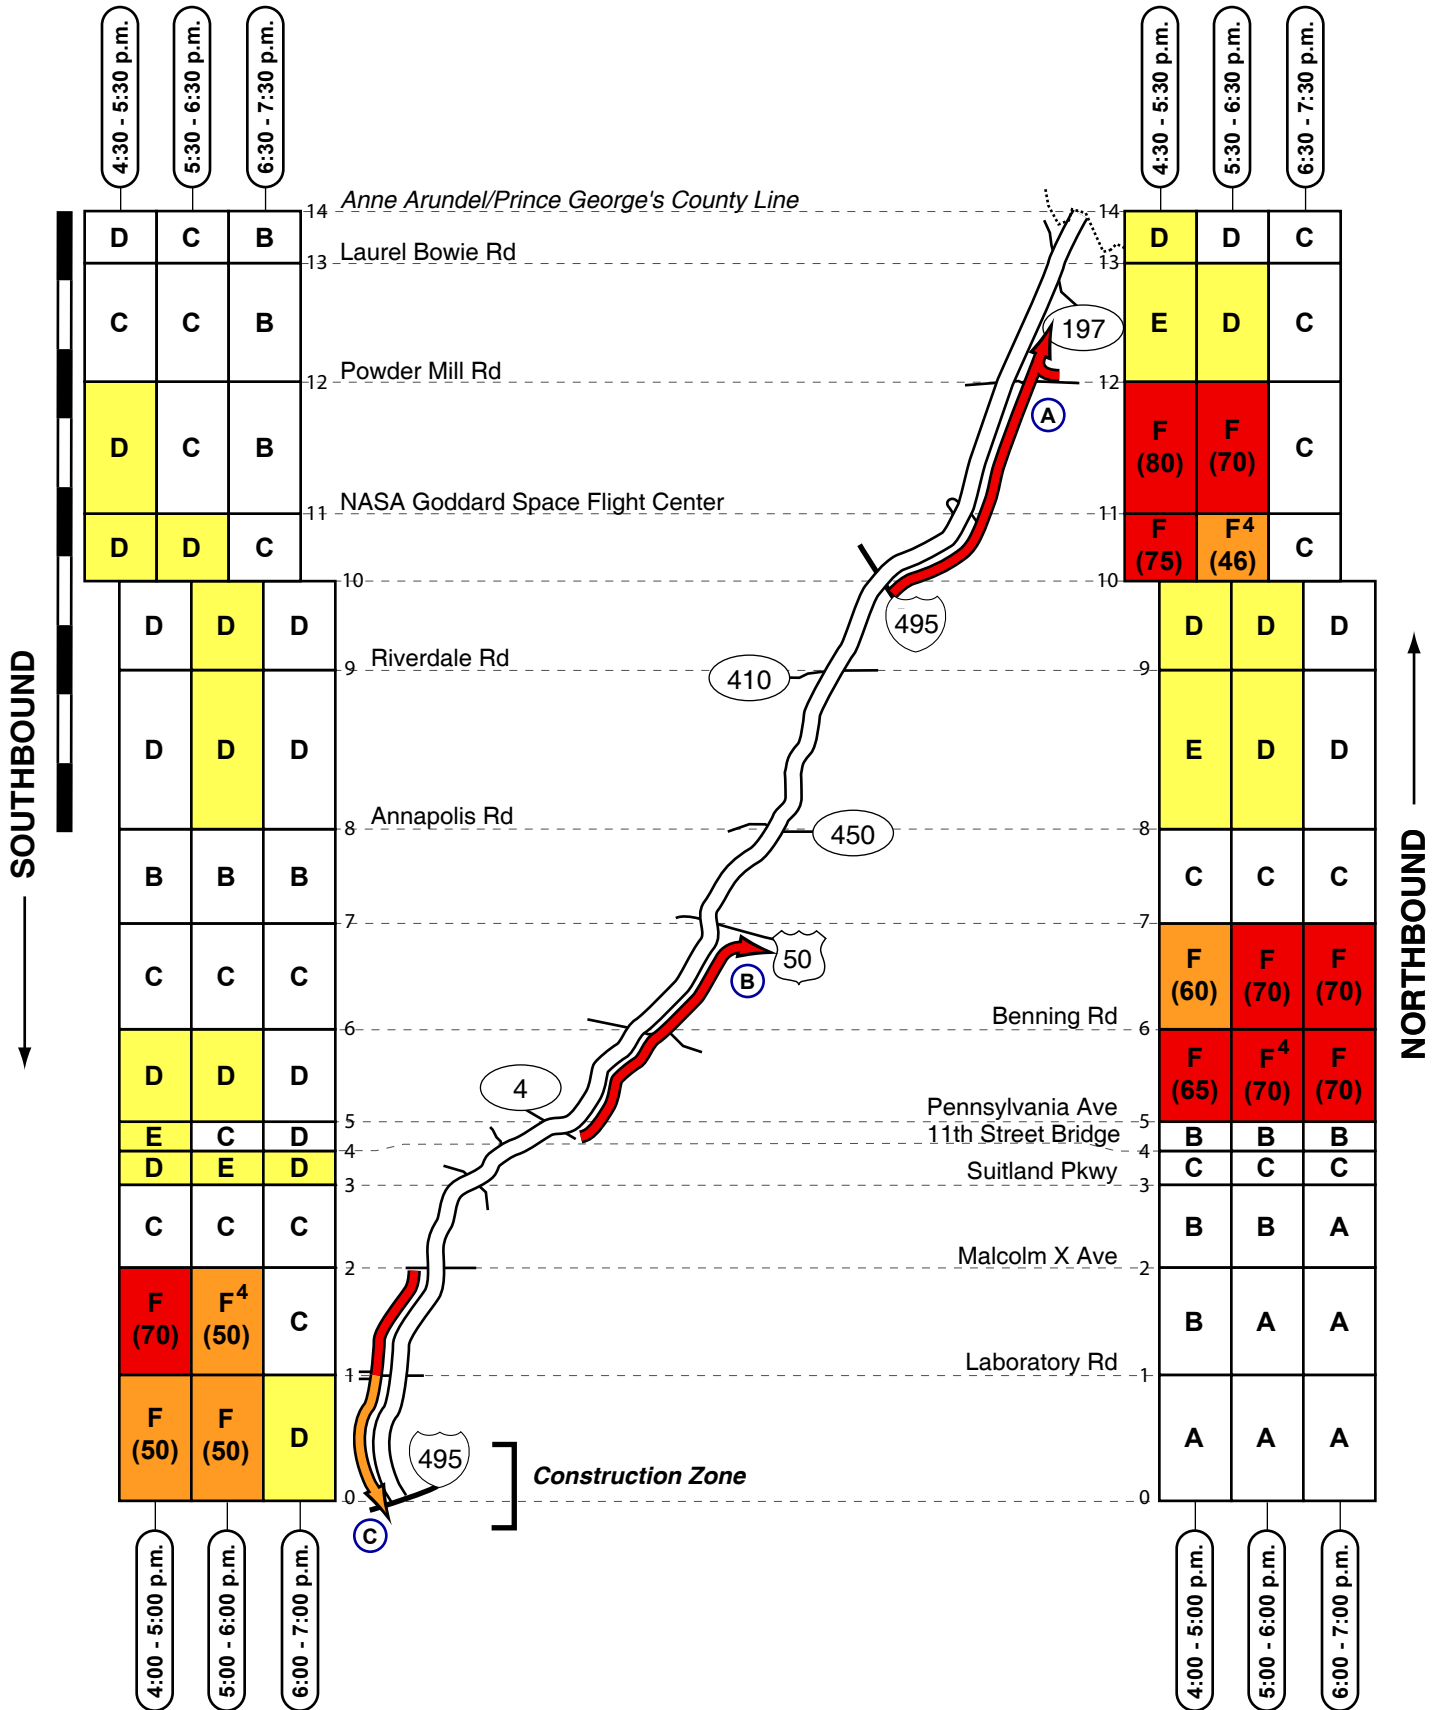 4:30 - 5:30 p.m.
5:30 - 6:30 p.m.
6:30 - 7:30 p.m.
4:30 - 5:30 p.m.
5:30 - 6:30 p.m.
6:30 - 7:30 p.m.
14 Anne Arundel/Prince George's County Line 14
D C B
D D C
13 Laurel Bowie Rd 13
C C B
197
E D C
12 Powder Mill Rd 12
A
D C B
F (80) F (70) C
11 NASA Goddard Space Flight Center 11
D D C
F (75) F4 (46) C
10 10
495
D D D
D D D
9 Riverdale Rd 9
410
D D D
E D D
8 Annapolis Rd 8
450
B B B
C C C
7 7
50
B
C C C
F (60) F (70) F (70)
6 Benning Rd 6
D D D
F (65) F4 (70) F (70)
4
5 Pennsylvania Ave 5
E C D
B B B
4 11th Street Bridge 4
D E D
C C C
3 Suitland Pkwy 3
C C C
B B A
2 Malcolm X Ave 2
F (70) F4 (50) C
B A A
1 Laboratory Rd 1
F (50) F (50) D
A A A
495
Construction Zone
0 0
C
SOUTHBOUND
NORTHBOUND
4:00 - 5:00 p.m.
5:00 - 6:00 p.m.
6:00 - 7:00 p.m.
4:00 - 5:00 p.m.
5:00 - 6:00 p.m.
6:00 - 7:00 p.m.